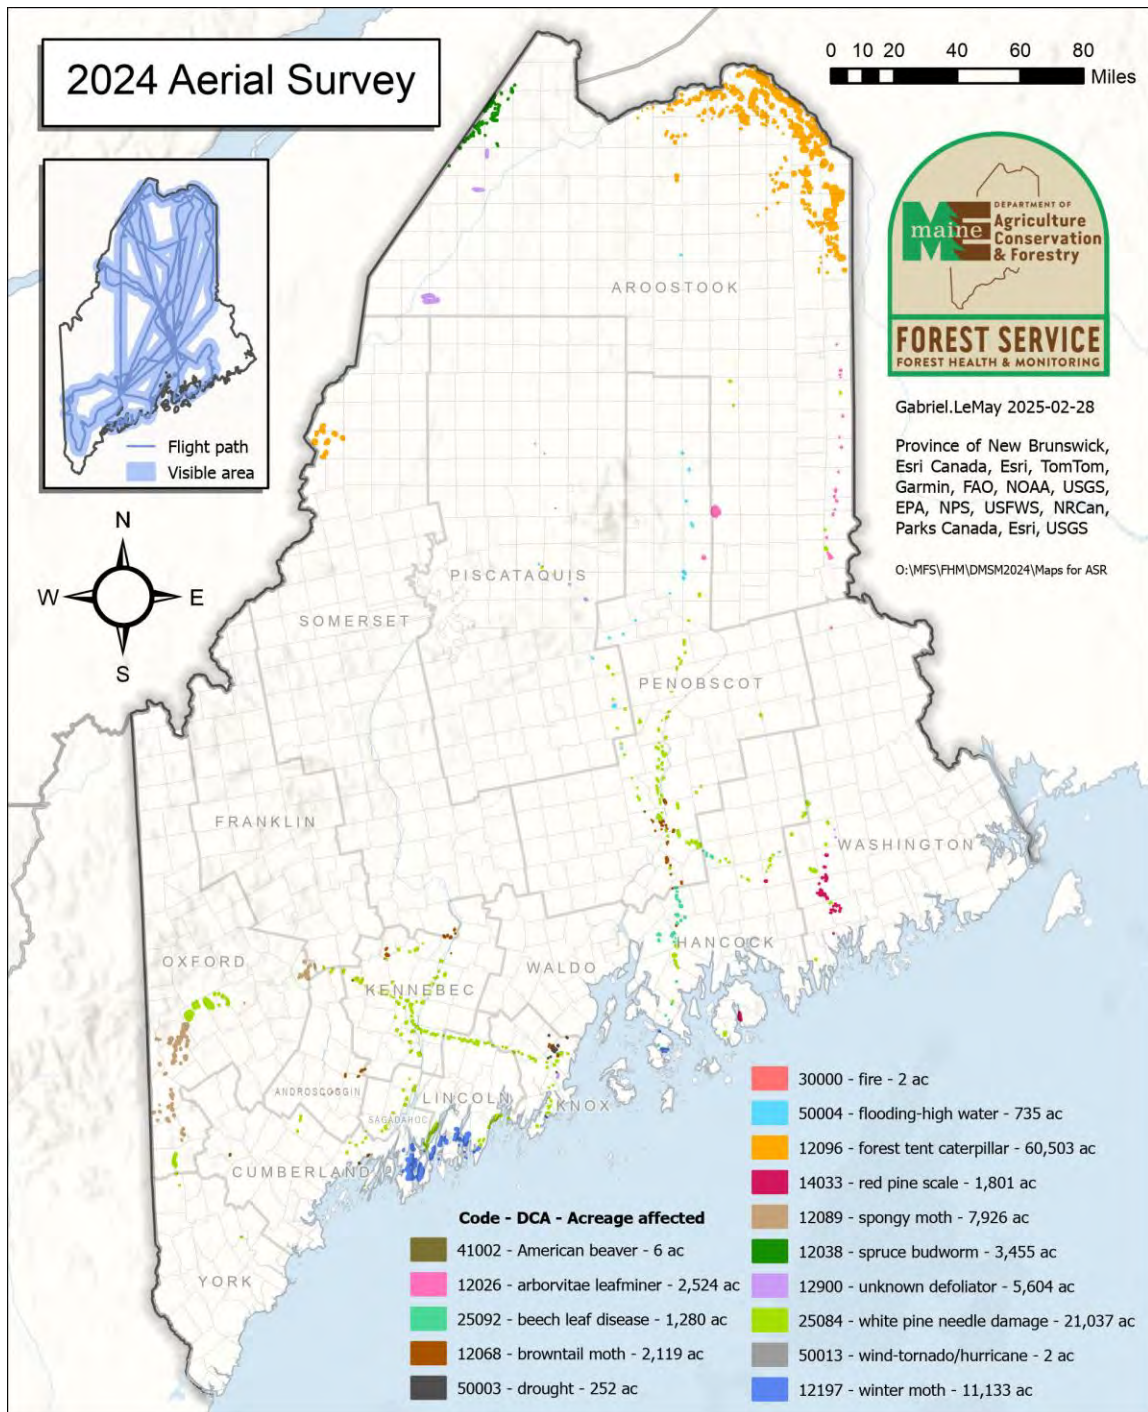 2024 Aerial Survey
0 10 20 40 60 80
Miles
Flight path
Visible area
N
W E
S
DEPARTMENT OF
maine
Agriculture
Conservation
& Forestry
FOREST SERVICE
FOREST HEALTH & MONITORING
Gabriel.LeMay 2025-02-28
Province of New Brunswick,
Esri Canada, Esri, TomTom,
Garmin, FAO, NOAA, USGS,
EPA, NPS, USFWS, NRCan,
Parks Canada, Esri, USGS
O:\MFS\FHM\DMSM2024\Maps for ASR
AROOSTOOK
PISCATAQUIS
SOMERSET
PENOBSCOT
FRANKLIN
WASHINGTON
HANCOCK
OXFORD
WALDO
KENNEBEC
ANDROSCOGGIN
LINCOLN
KNOX
SAGADAHOC
CUMBERLAND
YORK
Code - DCA - Acreage affected
41002 - American beaver - 6 ac
12026 - arborvitae leafminer - 2,524 ac
25092 - beech leaf disease - 1,280 ac
12068 - browntail moth - 2,119 ac
50003 - drought - 252 ac
30000 - fire - 2 ac
50004 - flooding-high water - 735 ac
12096 - forest tent caterpillar - 60,503 ac
14033 - red pine scale - 1,801 ac
12089 - spongy moth - 7,926 ac
12038 - spruce budworm - 3,455 ac
12900 - unknown defoliator - 5,604 ac
25084 - white pine needle damage - 21,037 ac
50013 - wind-tornado/hurricane - 2 ac
12197 - winter moth - 11,133 ac